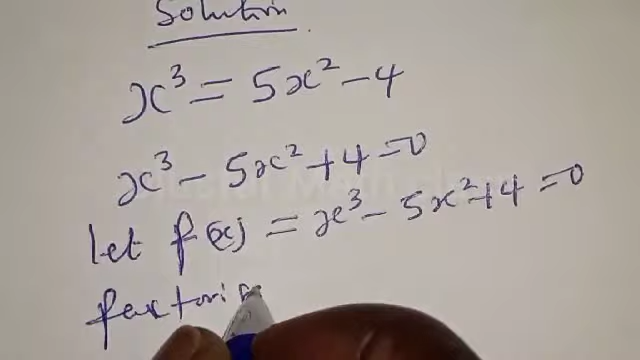 Solution
x³ = 5x² - 4
x³ - 5x² + 4 = 0
let f(x) = x³ - 5x² + 4 = 0